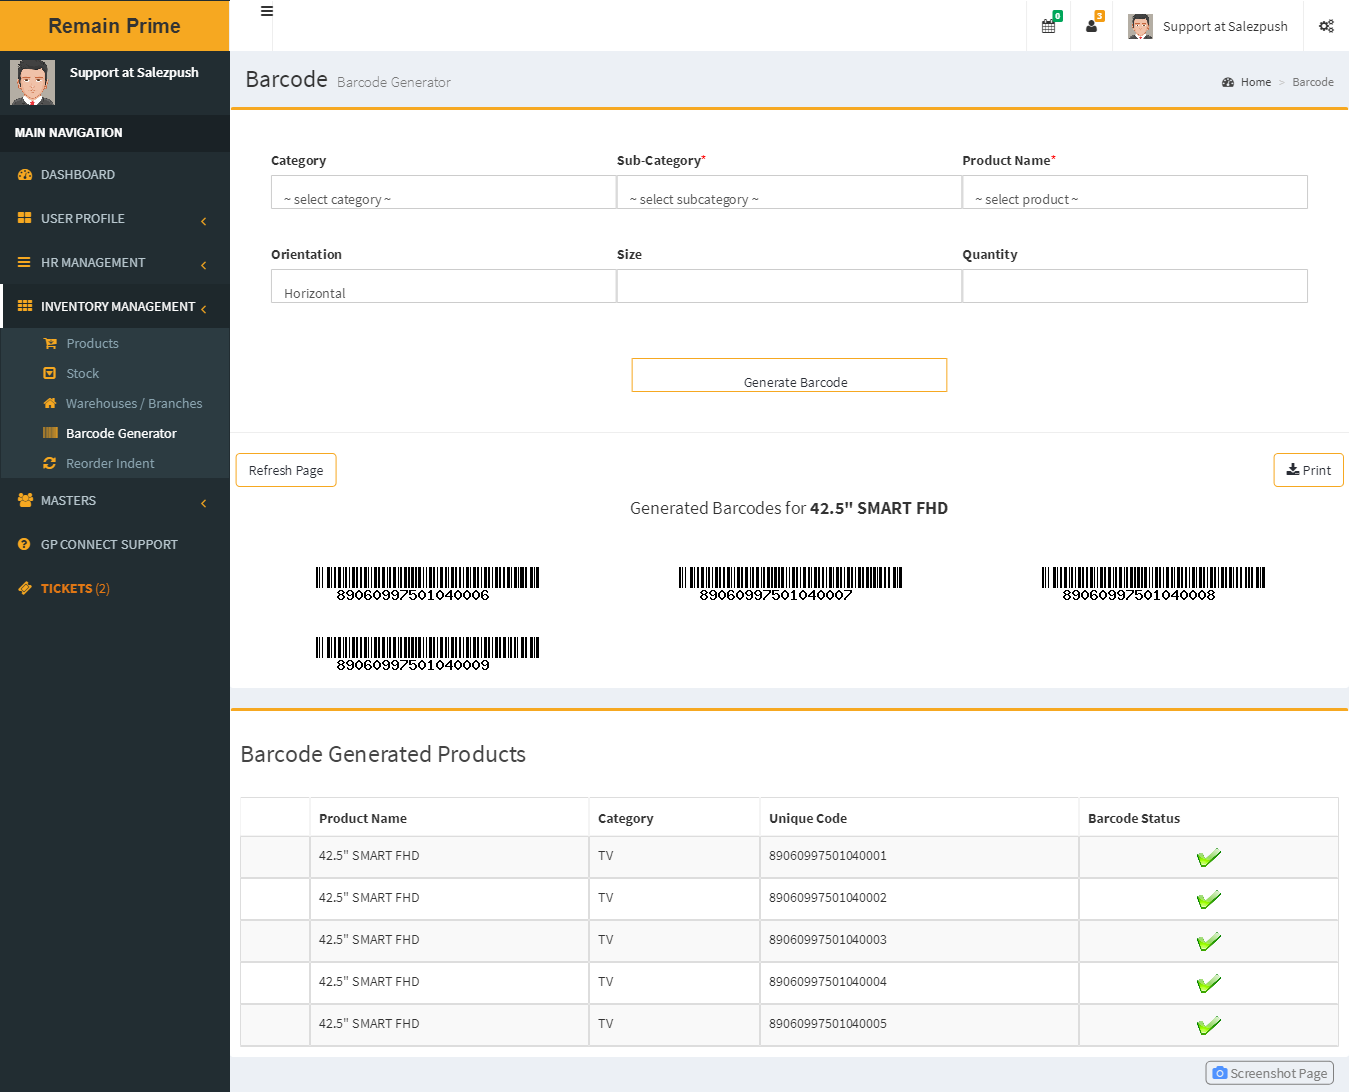 Remain Prime
0
3
Support at Salezpush
Support at Salezpush
Barcode Barcode Generator
Home > Barcode
MAIN NAVIGATION
DASHBOARD
USER PROFILE
HR MANAGEMENT
INVENTORY MANAGEMENT
Products
Stock
Warehouses / Branches
Barcode Generator
Reorder Indent
MASTERS
GP CONNECT SUPPORT
TICKETS (2)
Category Sub-Category* Product Name*
~ select category ~ ~ select subcategory ~ ~ select product ~
Orientation Size Quantity
Horizontal
Generate Barcode
Refresh Page
Print
Generated Barcodes for 42.5" SMART FHD
89060997501040006 89060997501040007 89060997501040008
89060997501040009
Barcode Generated Products
Product Name Category Unique Code Barcode Status
42.5" SMART FHD TV 89060997501040001
42.5" SMART FHD TV 89060997501040002
42.5" SMART FHD TV 89060997501040003
42.5" SMART FHD TV 89060997501040004
42.5" SMART FHD TV 89060997501040005
Screenshot Page